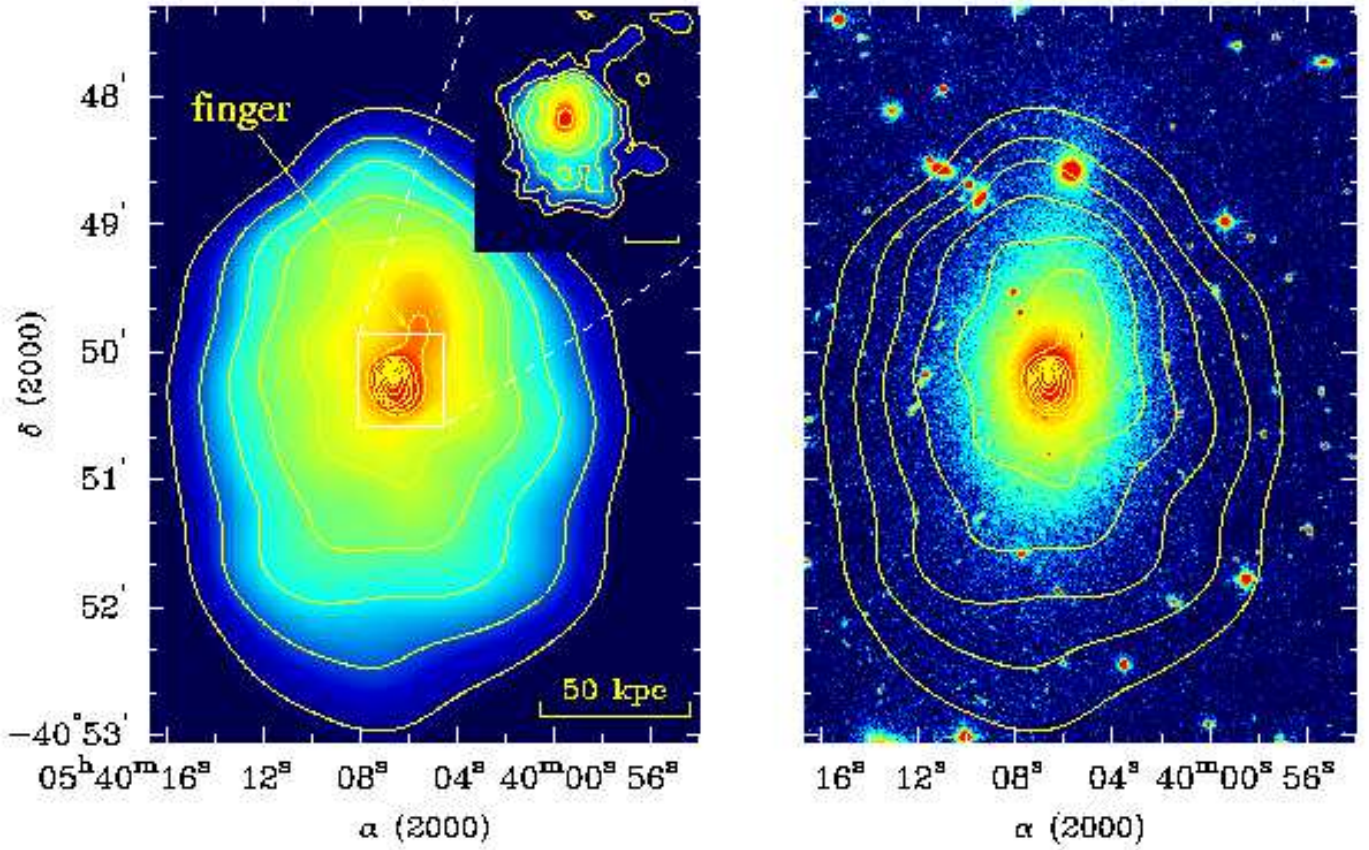 finger
48'
49'
50'
51'
52'
−40°53'
δ (2000)
50 kpc
05ʰ40ᵐ16ˢ 12ˢ 08ˢ 04ˢ 40ᵐ00ˢ 56ˢ
16ˢ 12ˢ 08ˢ 04ˢ 40ᵐ00ˢ 56ˢ
α (2000)
α (2000)